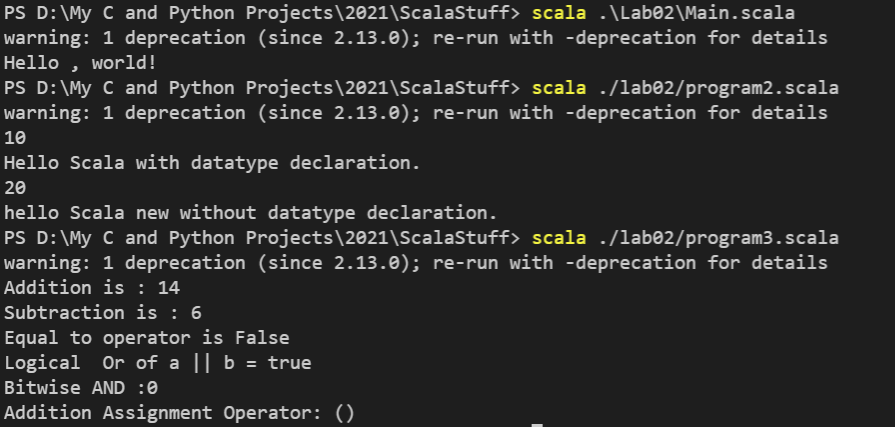 PS D:\My C and Python Projects\2021\ScalaStuff> scala .\Lab02\Main.scala
warning: 1 deprecation (since 2.13.0); re-run with -deprecation for details
Hello , world!
PS D:\My C and Python Projects\2021\ScalaStuff> scala ./lab02/program2.scala
warning: 1 deprecation (since 2.13.0); re-run with -deprecation for details
10
Hello Scala with datatype declaration.
20
hello Scala new without datatype declaration.
PS D:\My C and Python Projects\2021\ScalaStuff> scala ./lab02/program3.scala
warning: 1 deprecation (since 2.13.0); re-run with -deprecation for details
Addition is : 14
Subtraction is : 6
Equal to operator is False
Logical  Or of a || b = true
Bitwise AND :0
Addition Assignment Operator: ()